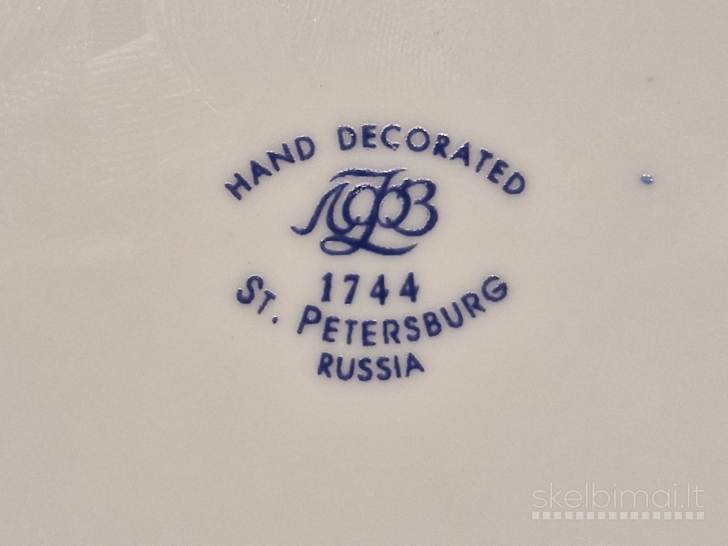 HAND DECORATED
ЛФЗ
1744
ST. PETERSBURG
RUSSIA
skelbimai.lt